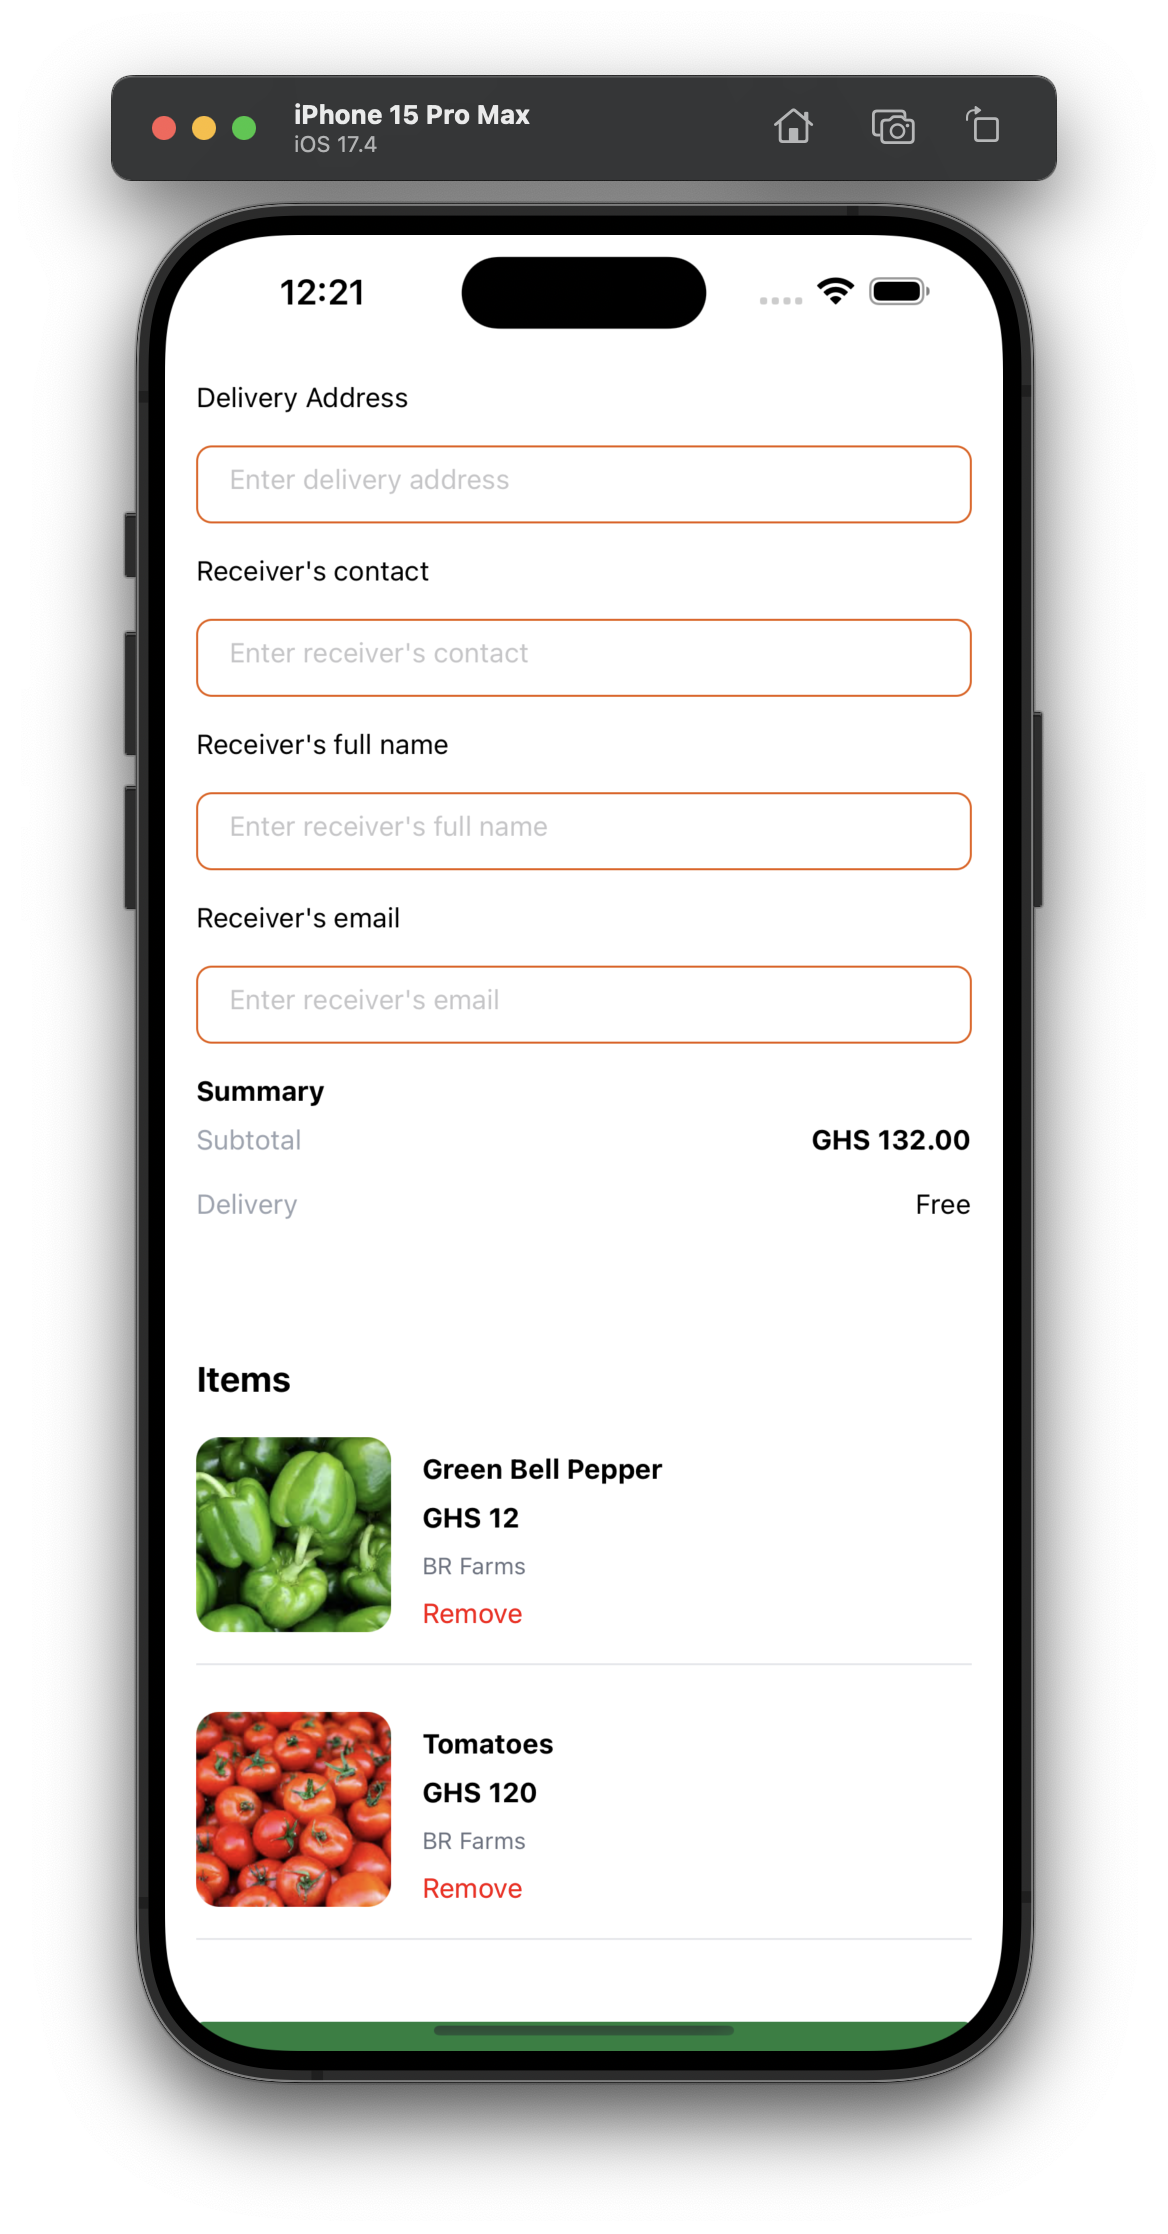 iPhone 15 Pro Max
iOS 17.4
12:21
Delivery Address
Enter delivery address
Receiver's contact
Enter receiver's contact
Receiver's full name
Enter receiver's full name
Receiver's email
Enter receiver's email
Summary
Subtotal GHS 132.00
Delivery Free
Items
Green Bell Pepper
GHS 12
BR Farms
Remove
Tomatoes
GHS 120
BR Farms
Remove